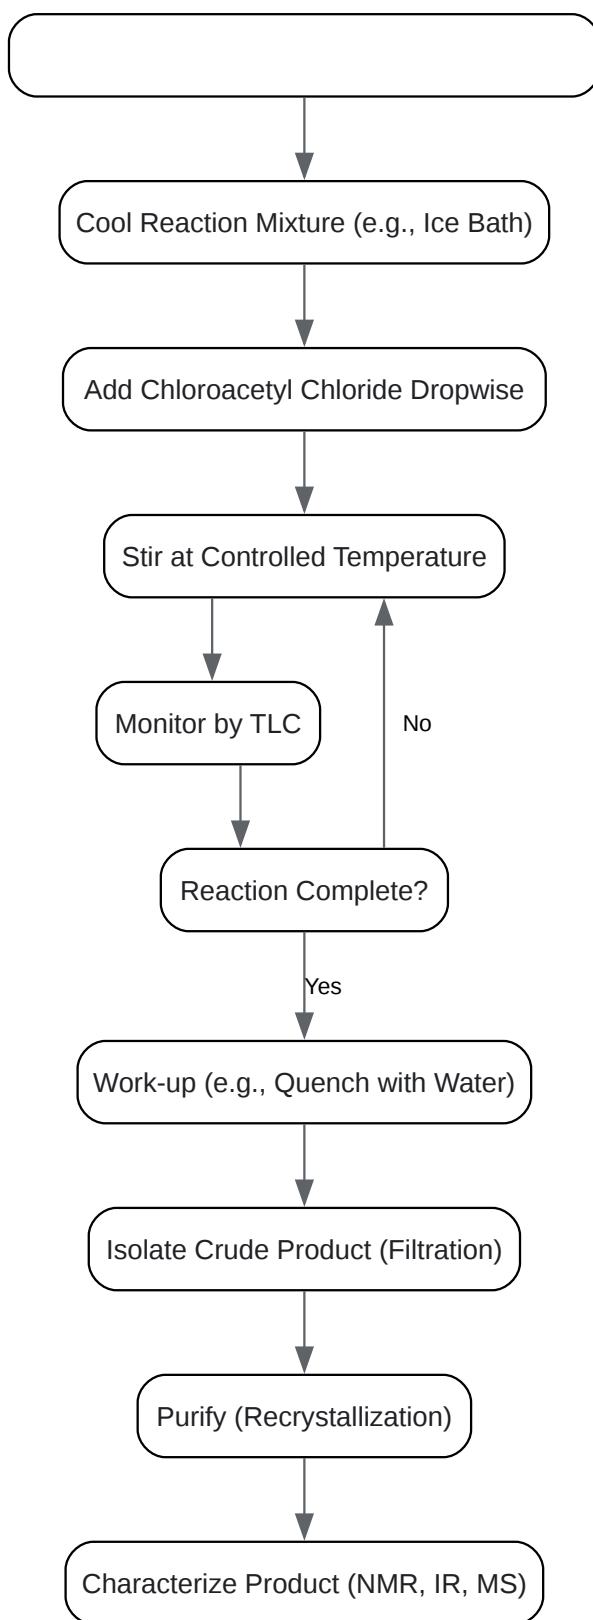 Cool Reaction Mixture (e.g., Ice Bath)
Add Chloroacetyl Chloride Dropwise
Stir at Controlled Temperature
Monitor by TLC
No
Reaction Complete?
Yes
Work-up (e.g., Quench with Water)
Isolate Crude Product (Filtration)
Purify (Recrystallization)
Characterize Product (NMR, IR, MS)